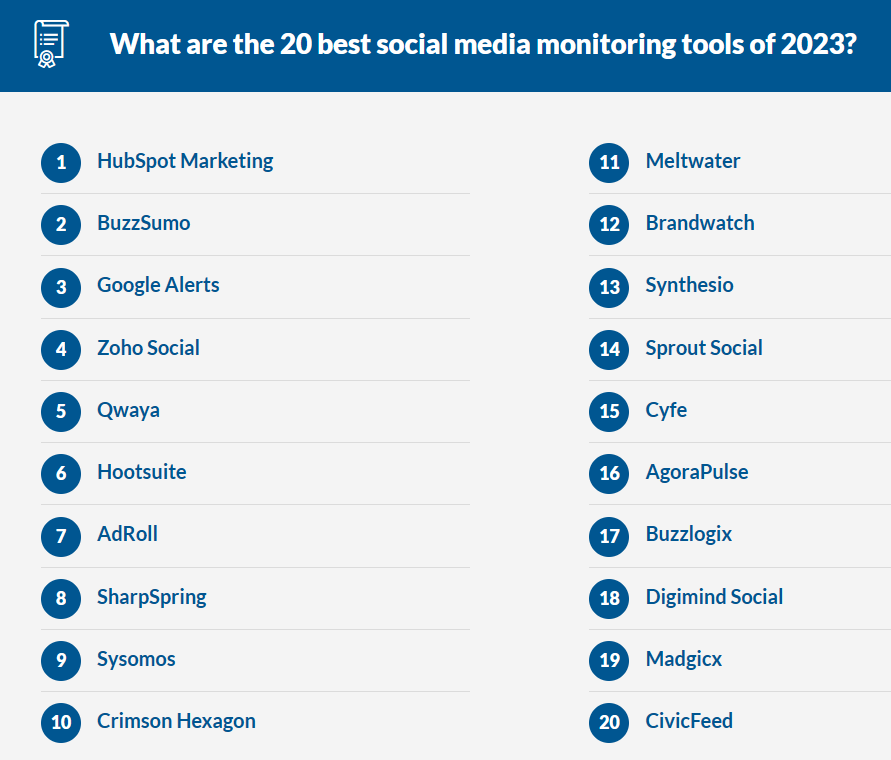 What are the 20 best social media monitoring tools of 2023?
1 HubSpot Marketing
2 BuzzSumo
3 Google Alerts
4 Zoho Social
5 Qwaya
6 Hootsuite
7 AdRoll
8 SharpSpring
9 Sysomos
10 Crimson Hexagon
11 Meltwater
12 Brandwatch
13 Synthesio
14 Sprout Social
15 Cyfe
16 AgoraPulse
17 Buzzlogix
18 Digimind Social
19 Madgicx
20 CivicFeed